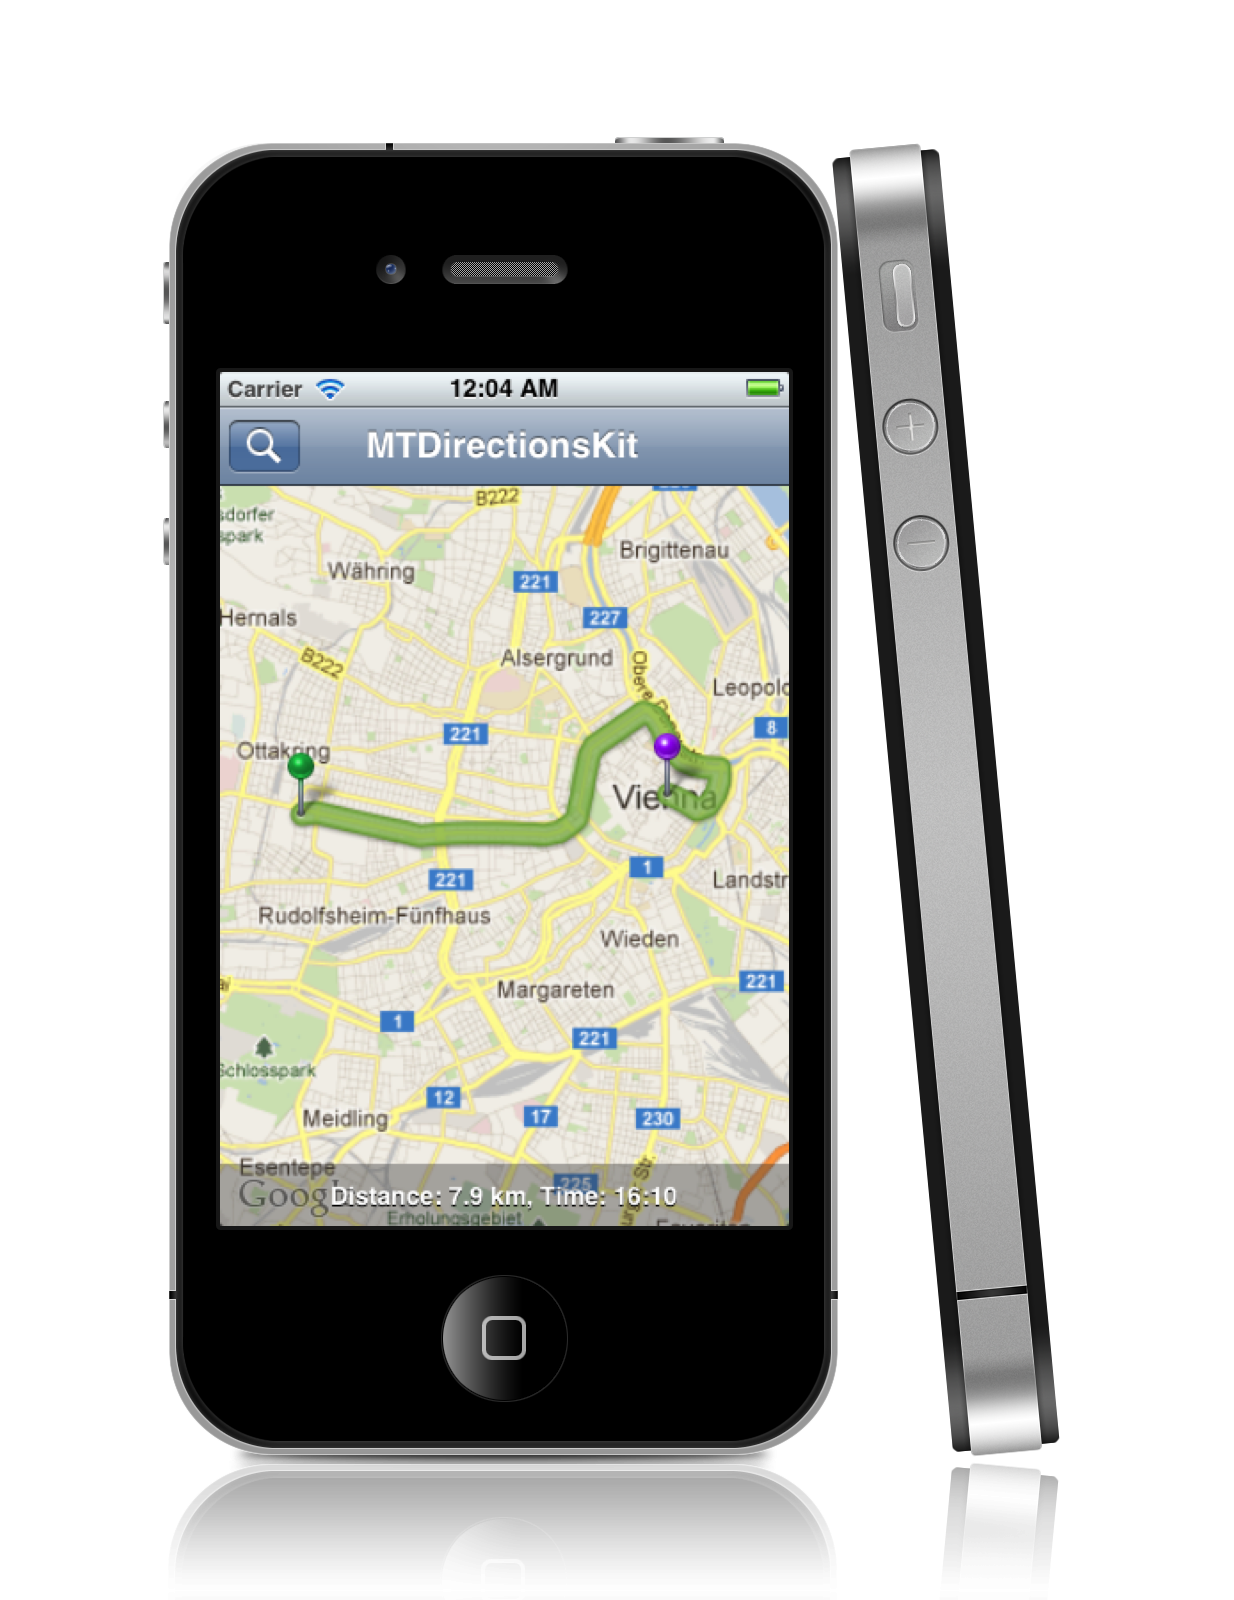 Carrier 12:04 AM
MTDirectionsKit
B222
sdorfer
spark
Brigittenau
Währing
221
Hernals
227
B222
Alsergrund
Obere
Leopold
8
221
Ottakring
Vienna
1
221
Landstr
Rudolfsheim-Fünfhaus
Wieden
221
Margareten
1
221
Schlosspark
12
Meidling
17
230
Esentepe
Str.
225
Google
Distance: 7.9 km, Time: 16:10
Erholungsgebiet
Favoriten